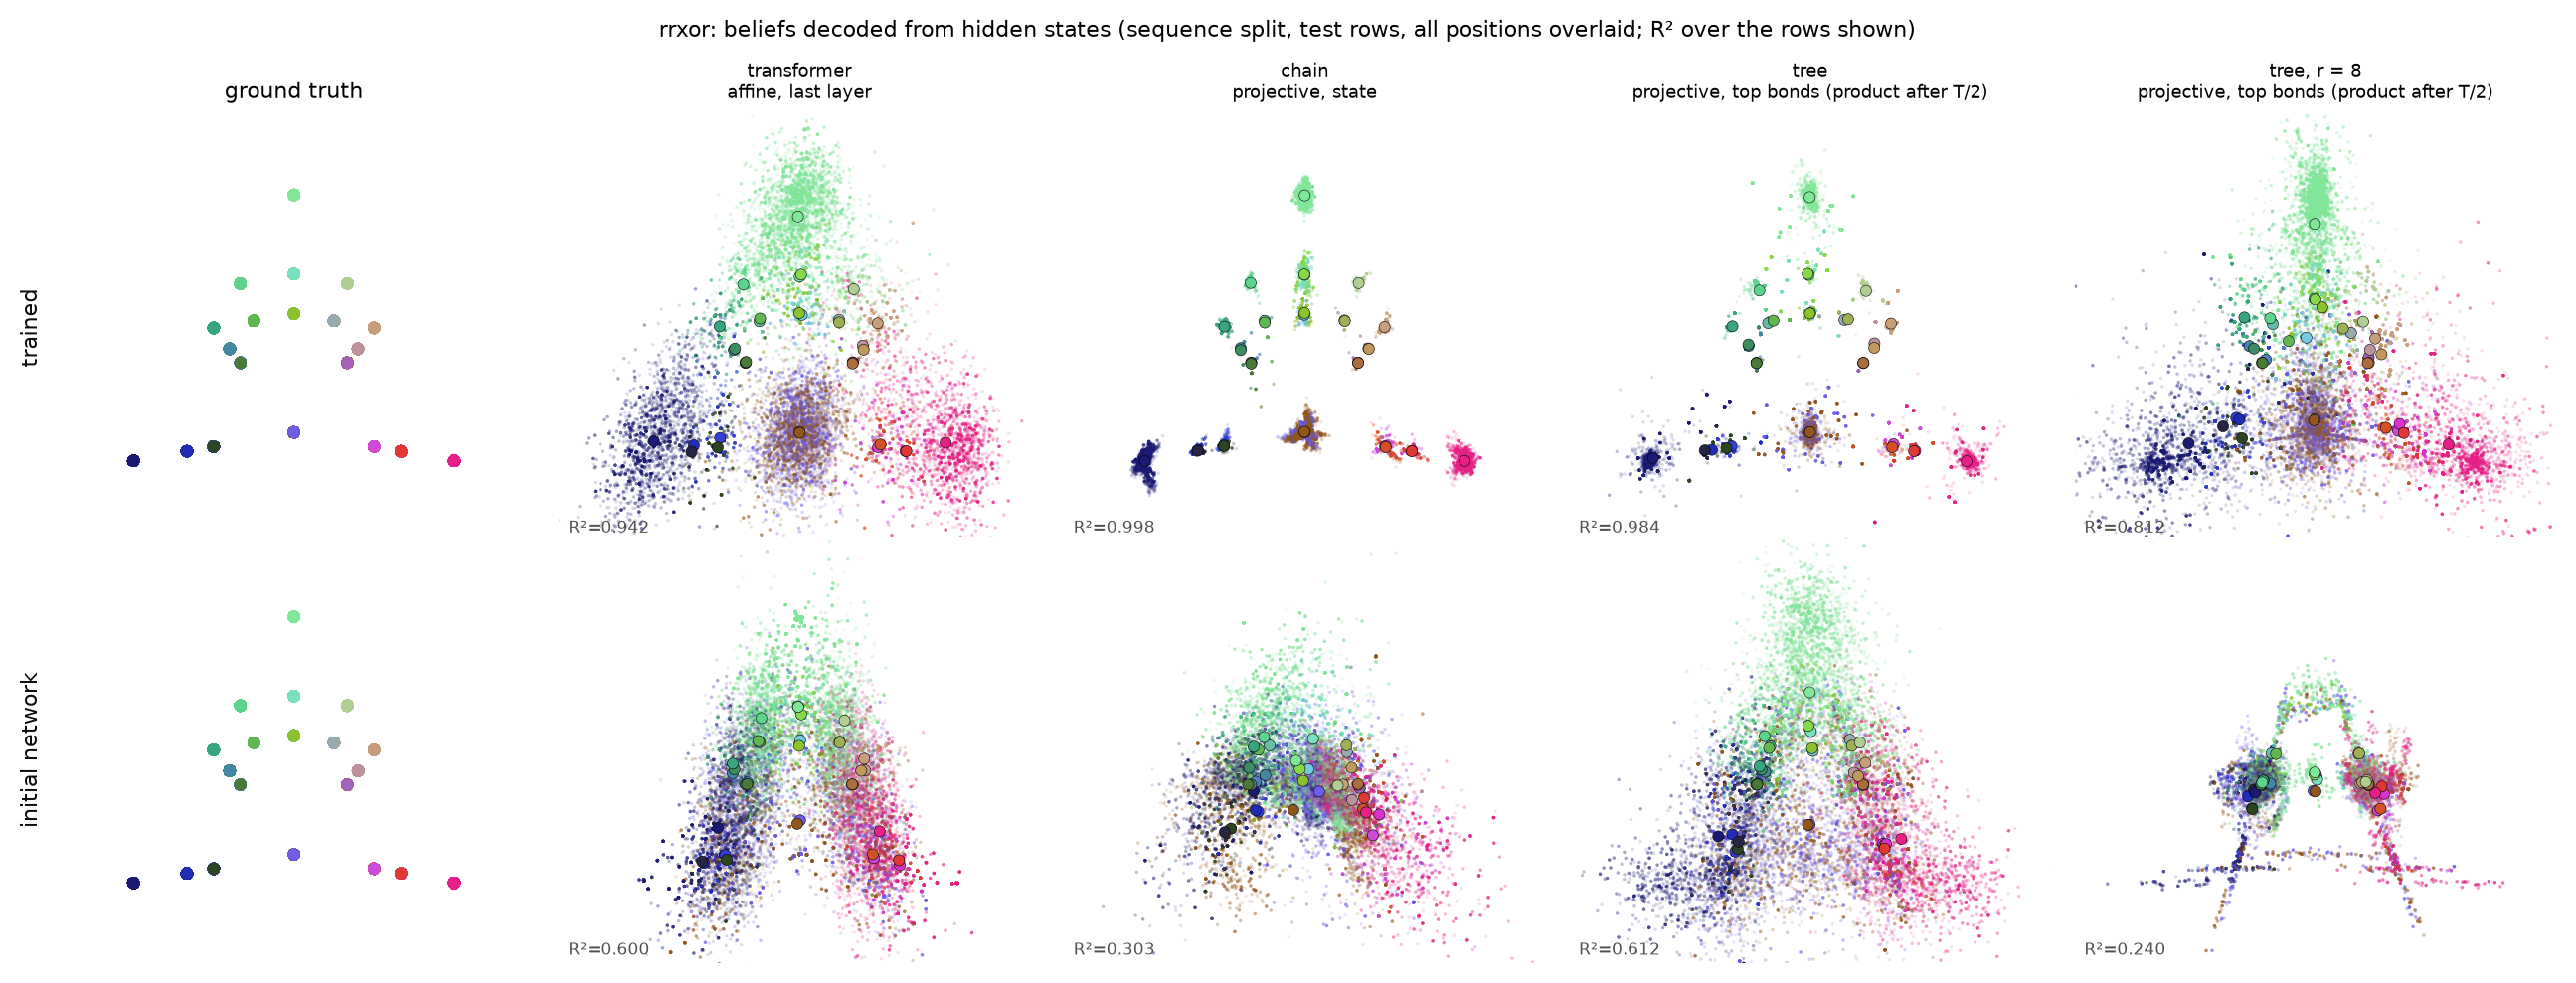 rrxor: beliefs decoded from hidden states (sequence split, test rows, all positions overlaid; R² over the rows shown)
ground truth
transformer
affine, last layer
chain
projective, state
tree
projective, top bonds (product after T/2)
tree, r = 8
projective, top bonds (product after T/2)
trained
R²=0.942
R²=0.998
R²=0.984
R²=0.812
initial network
R²=0.600
R²=0.303
R²=0.612
R²=0.240